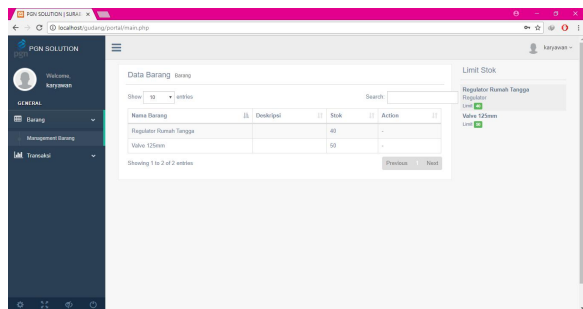 PGN SOLUTION | SURA
localhost/gudang/portal/main.php
PGN SOLUTION
karyawan
Welcome,
karyawan
GENERAL
Barang
Management Barang
Transaksi
Data Barang Barang
Show 10 entries
Search:
Nama Barang Deskripsi Stok Action
Regulator Rumah Tangga 40 -
Valve 125mm 50 -
Showing 1 to 2 of 2 entries
Previous Next
Limit Stok
Regulator Rumah Tangga
Regulator
Limit
Valve 125mm
Limit